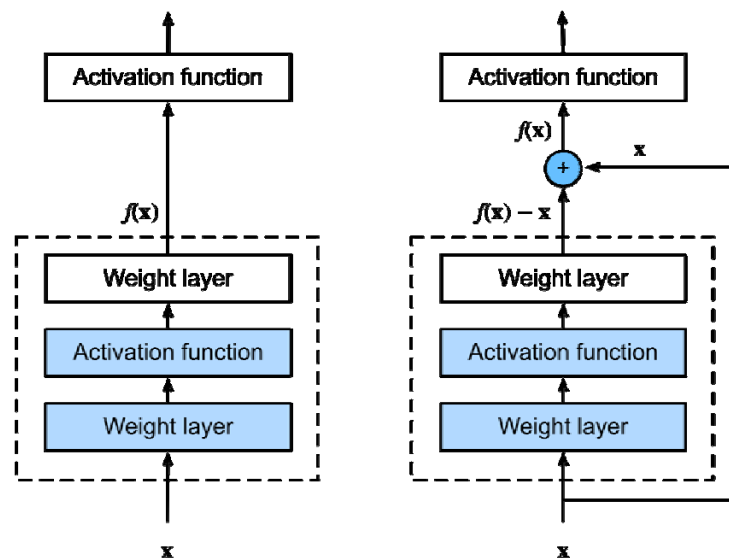 Activation function
f(x)
Weight layer
Activation function
Weight layer
x
Activation function
f(x)
x
+
f(x) − x
Weight layer
Activation function
Weight layer
x